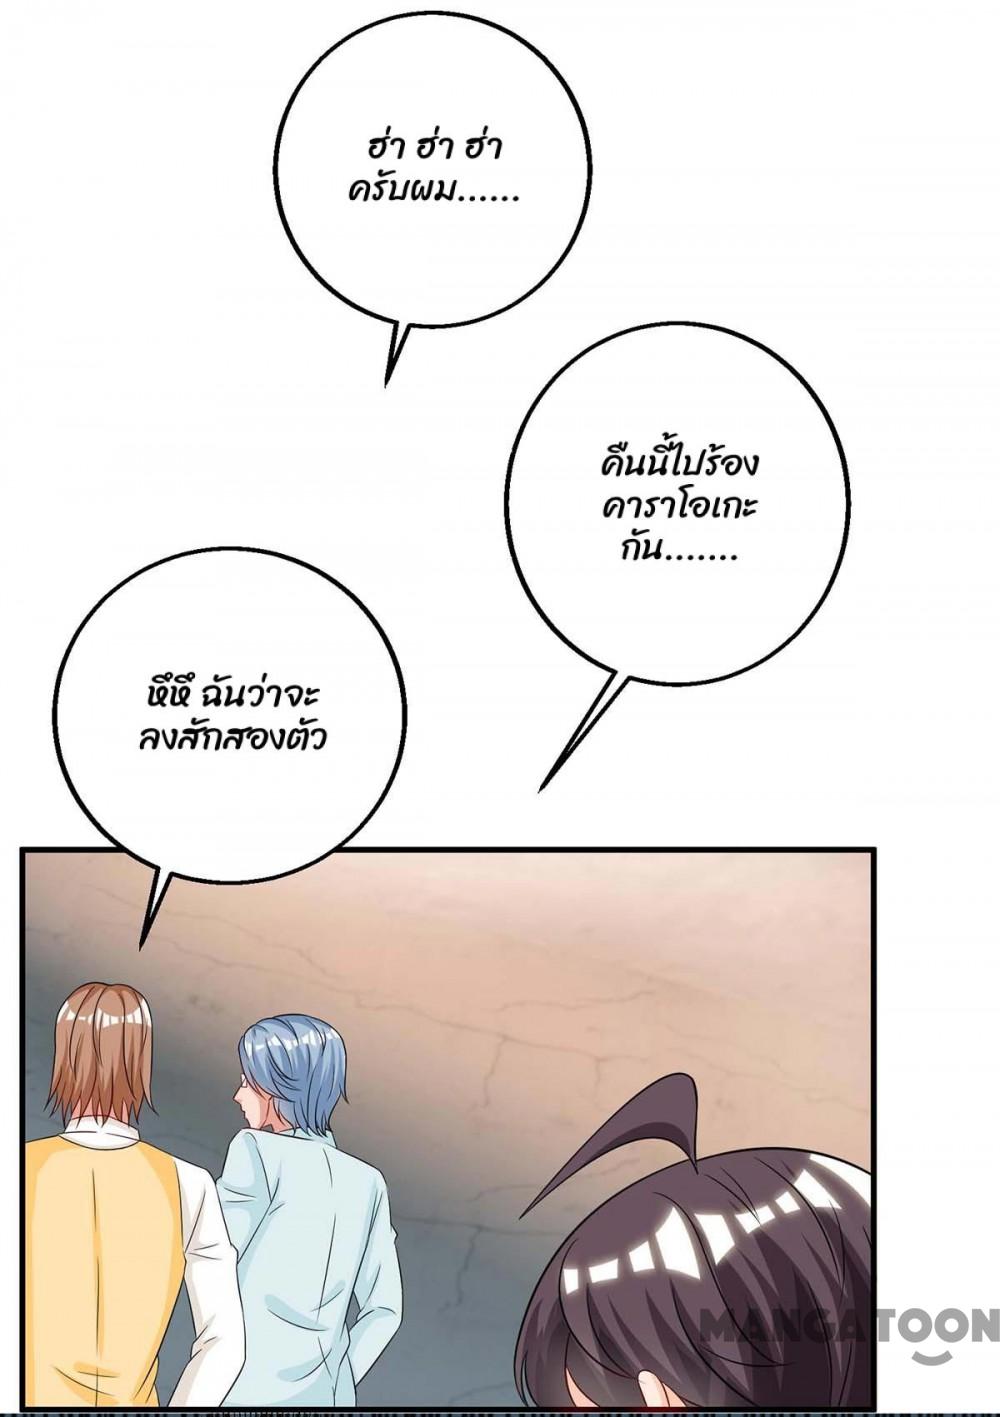 ฮ่า ฮ่า ฮ่า
ครับผม......
คืนนี้ไปร้อง
คาราโอเกะ
กัน.......
หึหึ ฉันว่าจะ
ลงสักสองตัว
MANGATOON